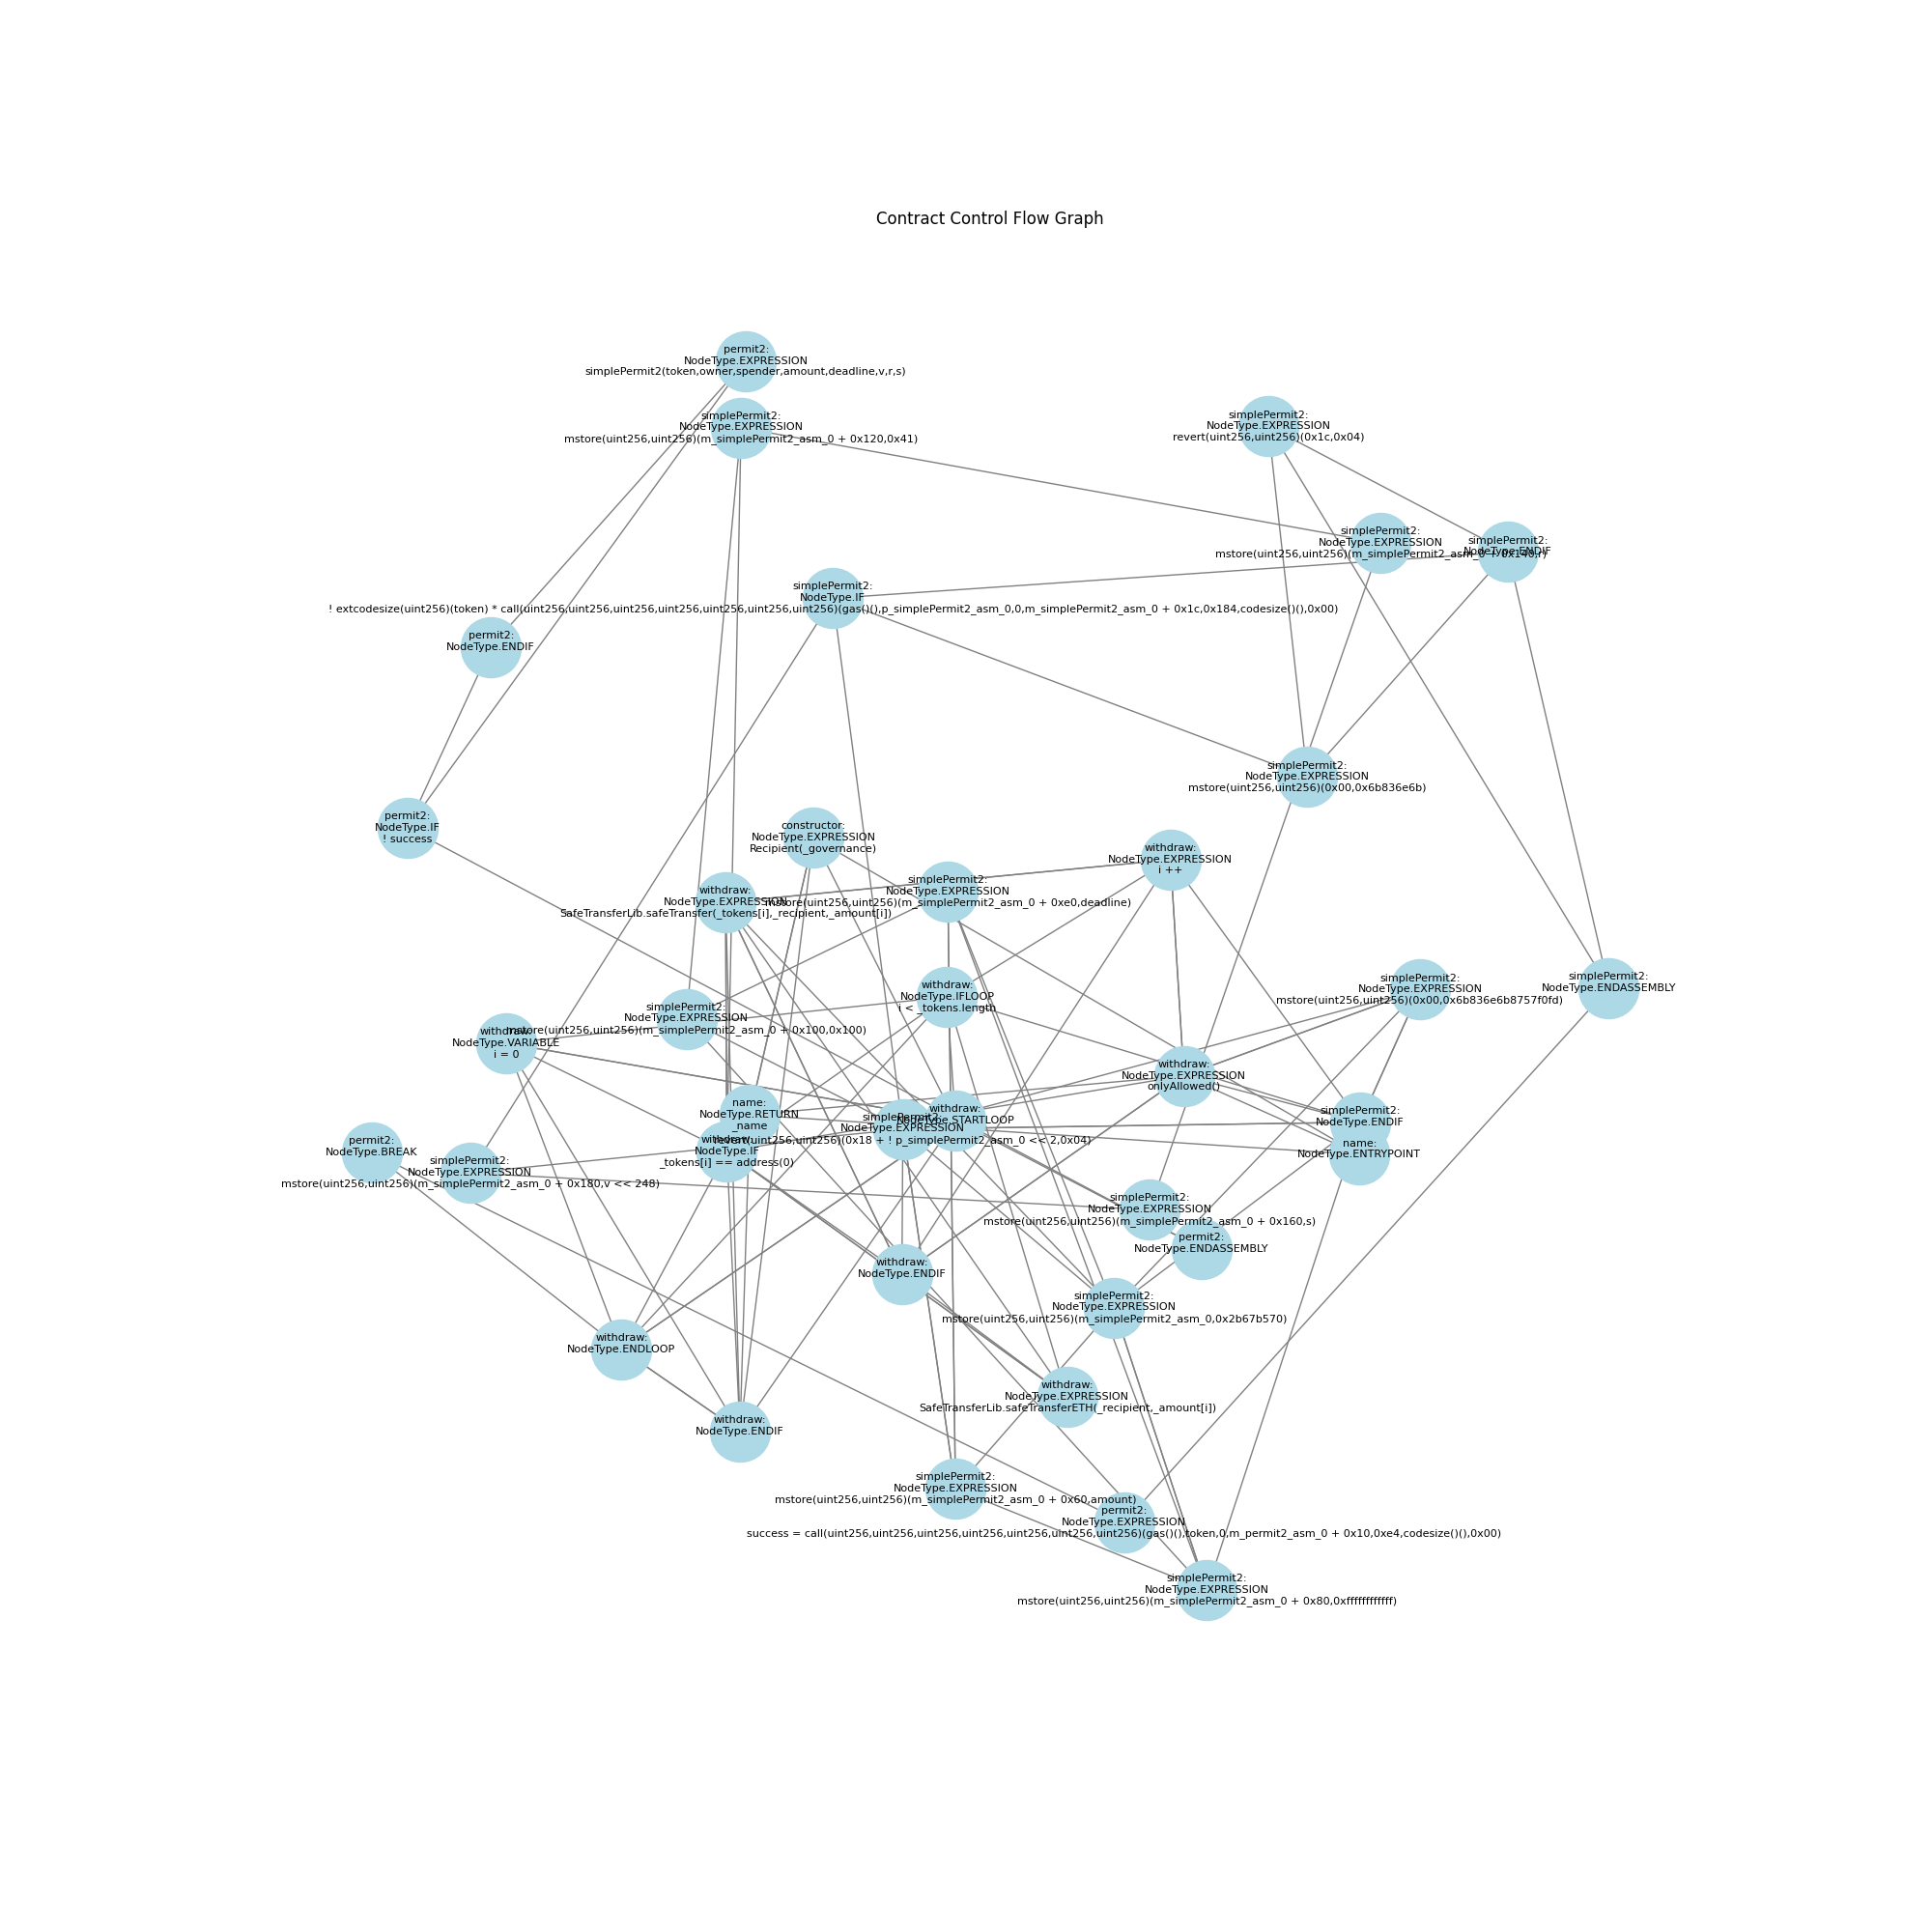 Contract Control Flow Graph
permit2:
NodeType.EXPRESSION
simplePermit2(token,owner,spender,amount,deadline,v,r,s)
simplePermit2:
NodeType.EXPRESSION
mstore(uint256,uint256)(m_simplePermit2_asm_0 + 0x120,0x41)
simplePermit2:
NodeType.EXPRESSION
revert(uint256,uint256)(0x1c,0x04)
simplePermit2:
NodeType.EXPRESSION
mstore(uint256,uint256)(m_simplePermit2_asm_0 + 0x140,r)
simplePermit2:
NodeType.ENDIF
simplePermit2:
NodeType.IF
! extcodesize(uint256)(token) * call(uint256,uint256,uint256,uint256,uint256,uint256,uint256)(gas()(),p_simplePermit2_asm_0,0,m_simplePermit2_asm_0 + 0x1c,0x184,codesize()(),0x00)
permit2:
NodeType.ENDIF
simplePermit2:
NodeType.EXPRESSION
mstore(uint256,uint256)(0x00,0x6b836e6b)
permit2:
NodeType.IF
! success
constructor:
NodeType.EXPRESSION
Recipient(_governance)
withdraw:
NodeType.EXPRESSION
i ++
withdraw:
NodeType.EXPRESSION
SafeTransferLib.safeTransfer(_tokens[i],_recipient,_amount[i])
simplePermit2:
NodeType.EXPRESSION
mstore(uint256,uint256)(m_simplePermit2_asm_0 + 0xe0,deadline)
withdraw:
NodeType.IFLOOP
i < _tokens.length
simplePermit2:
NodeType.EXPRESSION
mstore(uint256,uint256)(0x00,0x6b836e6b8757f0fd)
simplePermit2:
NodeType.ENDASSEMBLY
simplePermit2:
NodeType.EXPRESSION
mstore(uint256,uint256)(m_simplePermit2_asm_0 + 0x100,0x100)
withdraw:
NodeType.VARIABLE
i = 0
withdraw:
NodeType.EXPRESSION
onlyAllowed()
name:
NodeType.RETURN
_name
simplePermit2:
NodeType.EXPRESSION
revert(uint256,uint256)(0x18 + ! p_simplePermit2_asm_0 << 2,0x04)
withdraw:
NodeType.STARTLOOP
simplePermit2:
NodeType.ENDIF
name:
NodeType.ENTRYPOINT
withdraw:
NodeType.IF
_tokens[i] == address(0)
permit2:
NodeType.BREAK
simplePermit2:
NodeType.EXPRESSION
mstore(uint256,uint256)(m_simplePermit2_asm_0 + 0x180,v << 248)
simplePermit2:
NodeType.EXPRESSION
mstore(uint256,uint256)(m_simplePermit2_asm_0 + 0x160,s)
permit2:
NodeType.ENDASSEMBLY
withdraw:
NodeType.ENDIF
simplePermit2:
NodeType.EXPRESSION
mstore(uint256,uint256)(m_simplePermit2_asm_0,0x2b67b570)
withdraw:
NodeType.ENDLOOP
withdraw:
NodeType.EXPRESSION
SafeTransferLib.safeTransferETH(_recipient,_amount[i])
withdraw:
NodeType.ENDIF
simplePermit2:
NodeType.EXPRESSION
mstore(uint256,uint256)(m_simplePermit2_asm_0 + 0x60,amount)
permit2:
NodeType.EXPRESSION
success = call(uint256,uint256,uint256,uint256,uint256,uint256,uint256)(gas()(),token,0,m_permit2_asm_0 + 0x10,0xe4,codesize()(),0x00)
simplePermit2:
NodeType.EXPRESSION
mstore(uint256,uint256)(m_simplePermit2_asm_0 + 0x80,0xffffffffffff)